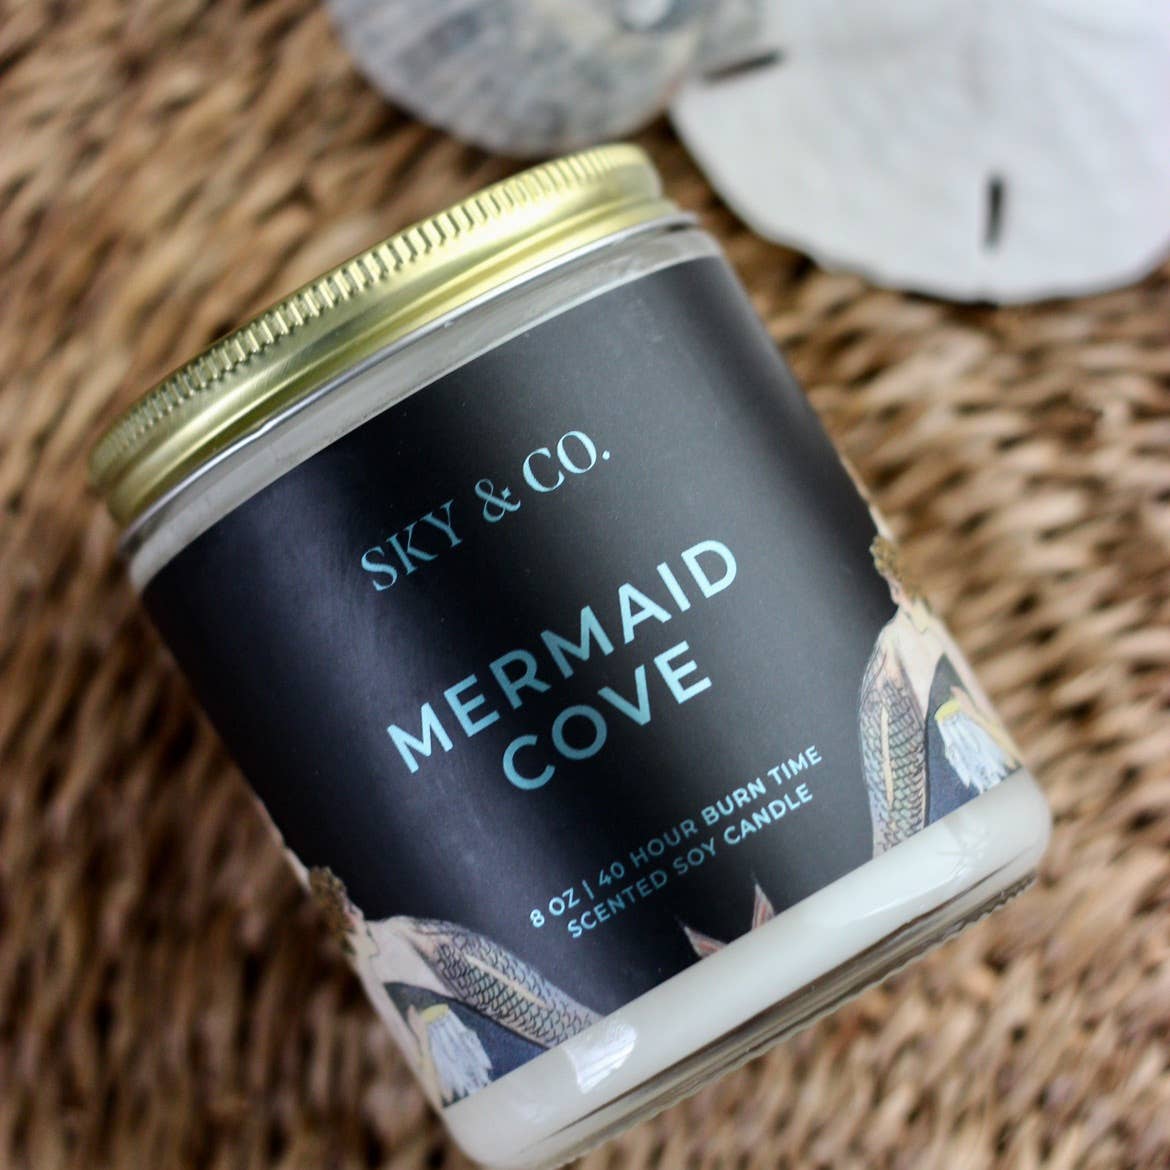 SKY & CO.
MERMAID
COVE
8 OZ | 40 HOUR BURN TIME
SCENTED SOY CANDLE